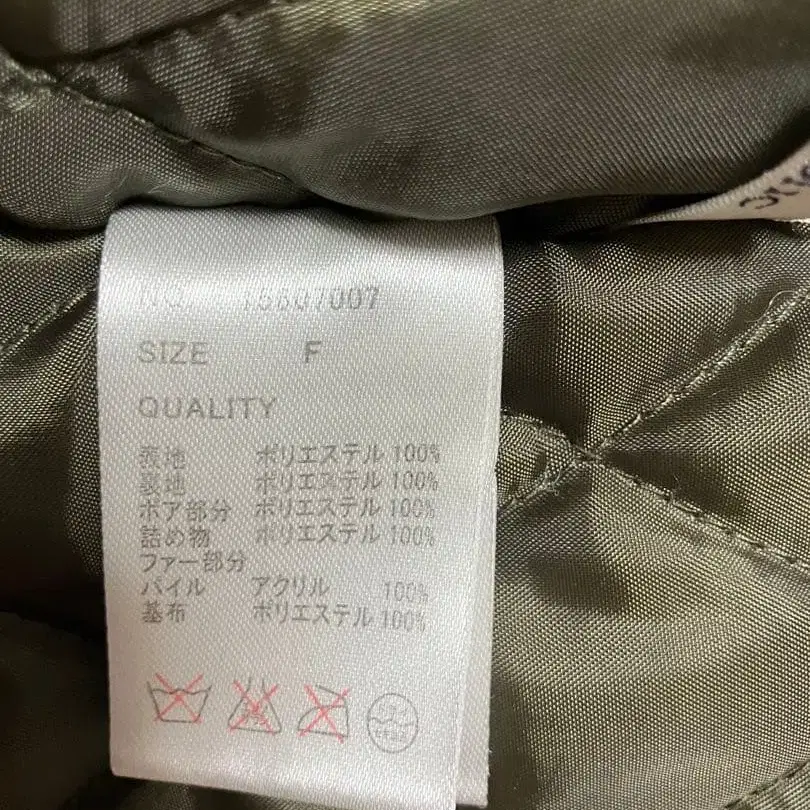 NO. 15607007
SIZE F
QUALITY
表地 ポリエステル 100%
裏地 ポリエステル 100%
ボア部分 ポリエステル 100%
詰め物 ポリエステル 100%
ファー部分
パイル アクリル 100%
基布 ポリエステル 100%